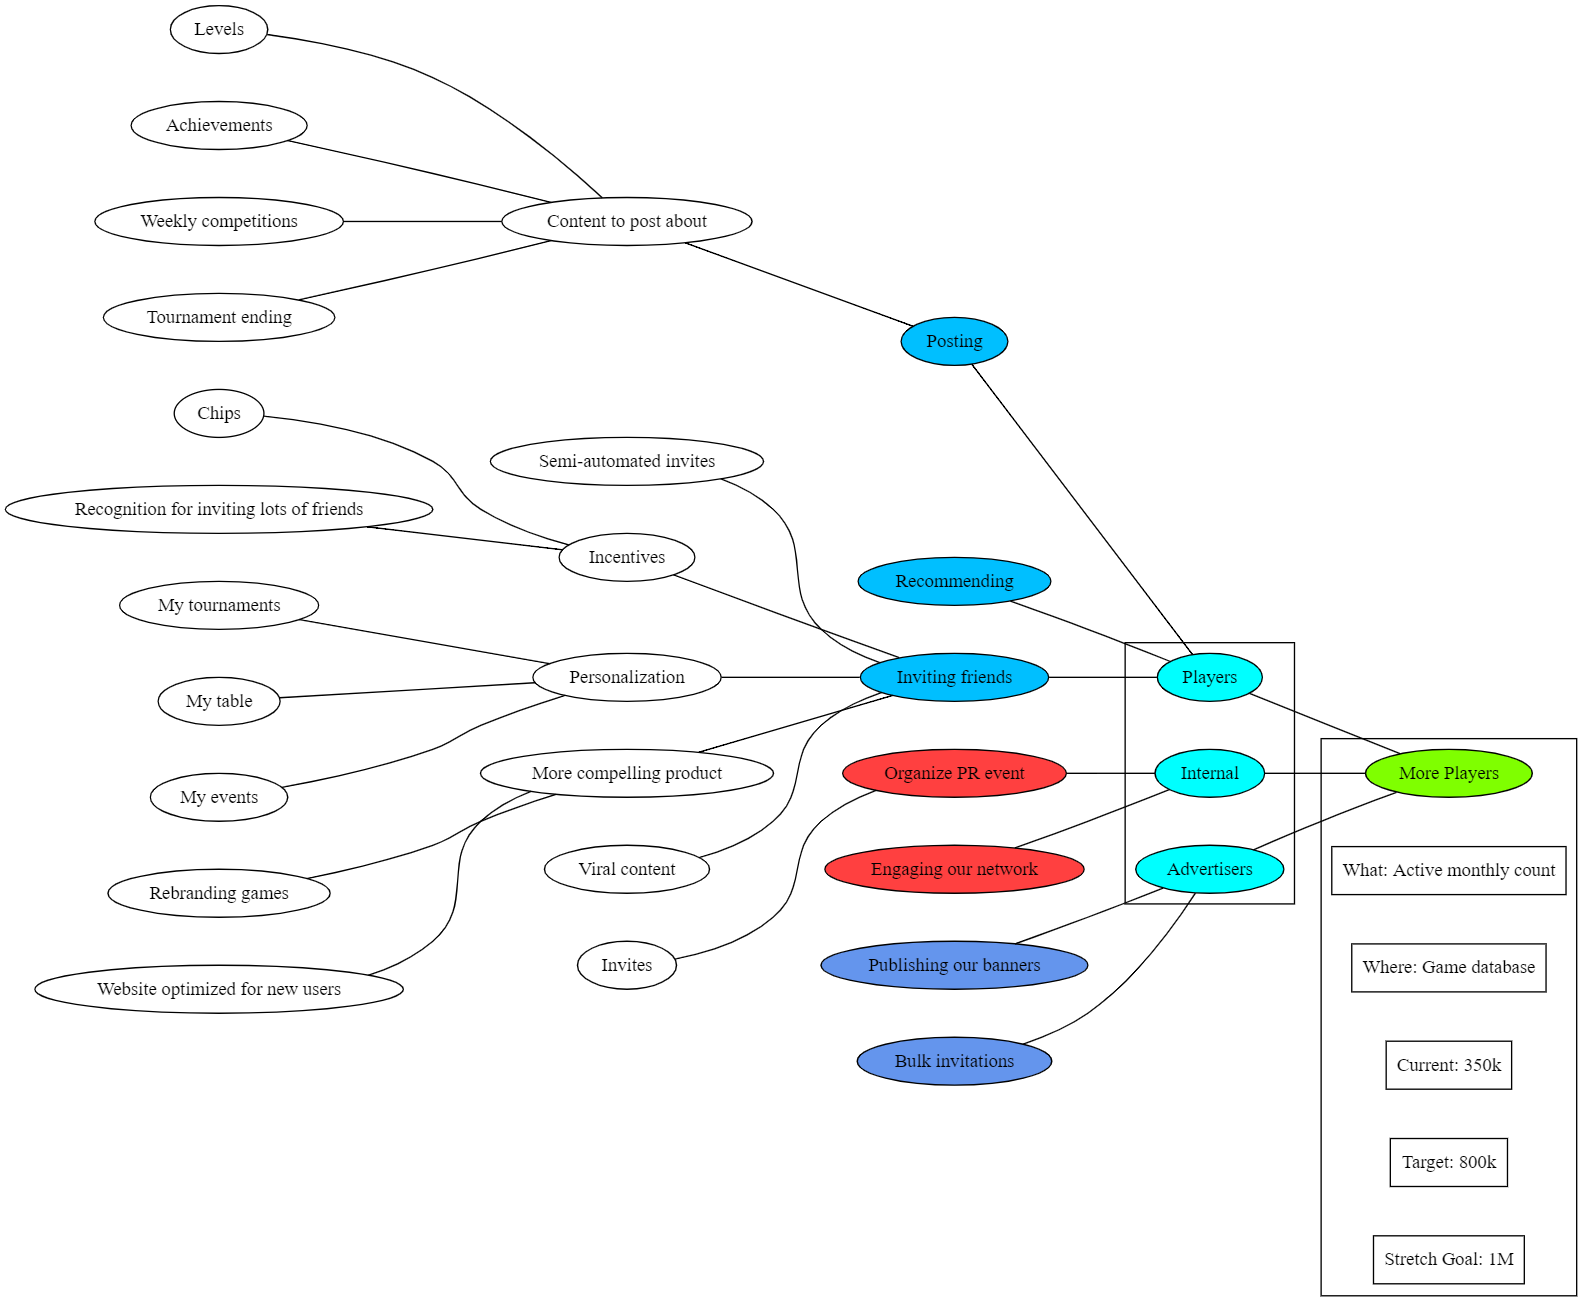 Levels
Achievements
Weekly competitions
Content to post about
Tournament ending
Posting
Chips
Semi-automated invites
Recognition for inviting lots of friends
Incentives
Recommending
My tournaments
Personalization
Inviting friends
Players
My table
More compelling product
Organize PR event
Internal
More Players
My events
Viral content
Engaging our network
Advertisers
What: Active monthly count
Rebranding games
Invites
Publishing our banners
Where: Game database
Website optimized for new users
Bulk invitations
Current: 350k
Target: 800k
Stretch Goal: 1M